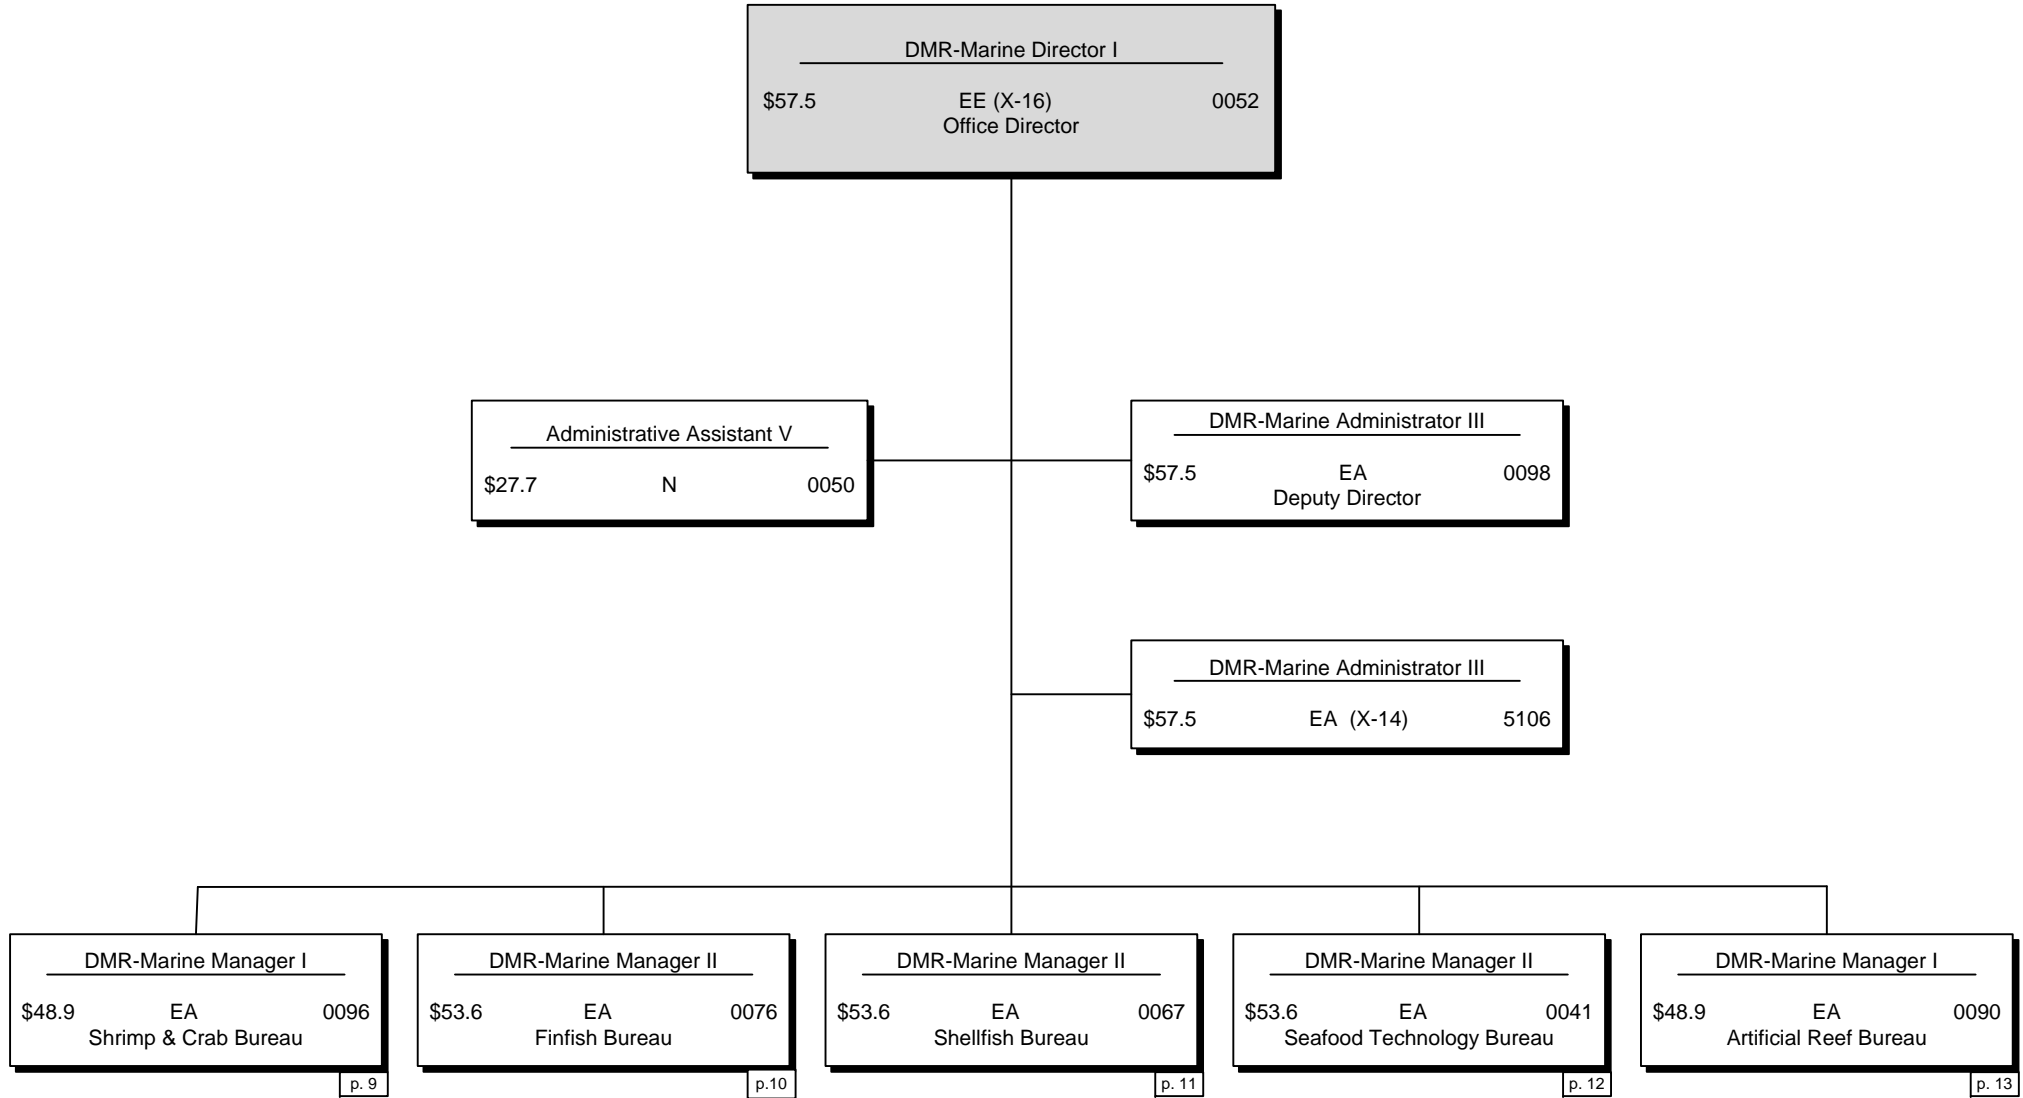 DMR-Marine Director I
$57.5 EE (X-16) 0052
Office Director
Administrative Assistant V
$27.7 N 0050
DMR-Marine Administrator III
$57.5 EA 0098
Deputy Director
DMR-Marine Administrator III
$57.5 EA (X-14) 5106
DMR-Marine Manager I
$48.9 EA 0096
Shrimp & Crab Bureau
p. 9
DMR-Marine Manager II
$53.6 EA 0076
Finfish Bureau
p.10
DMR-Marine Manager II
$53.6 EA 0067
Shellfish Bureau
p. 11
DMR-Marine Manager II
$53.6 EA 0041
Seafood Technology Bureau
p. 12
DMR-Marine Manager I
$48.9 EA 0090
Artificial Reef Bureau
p. 13